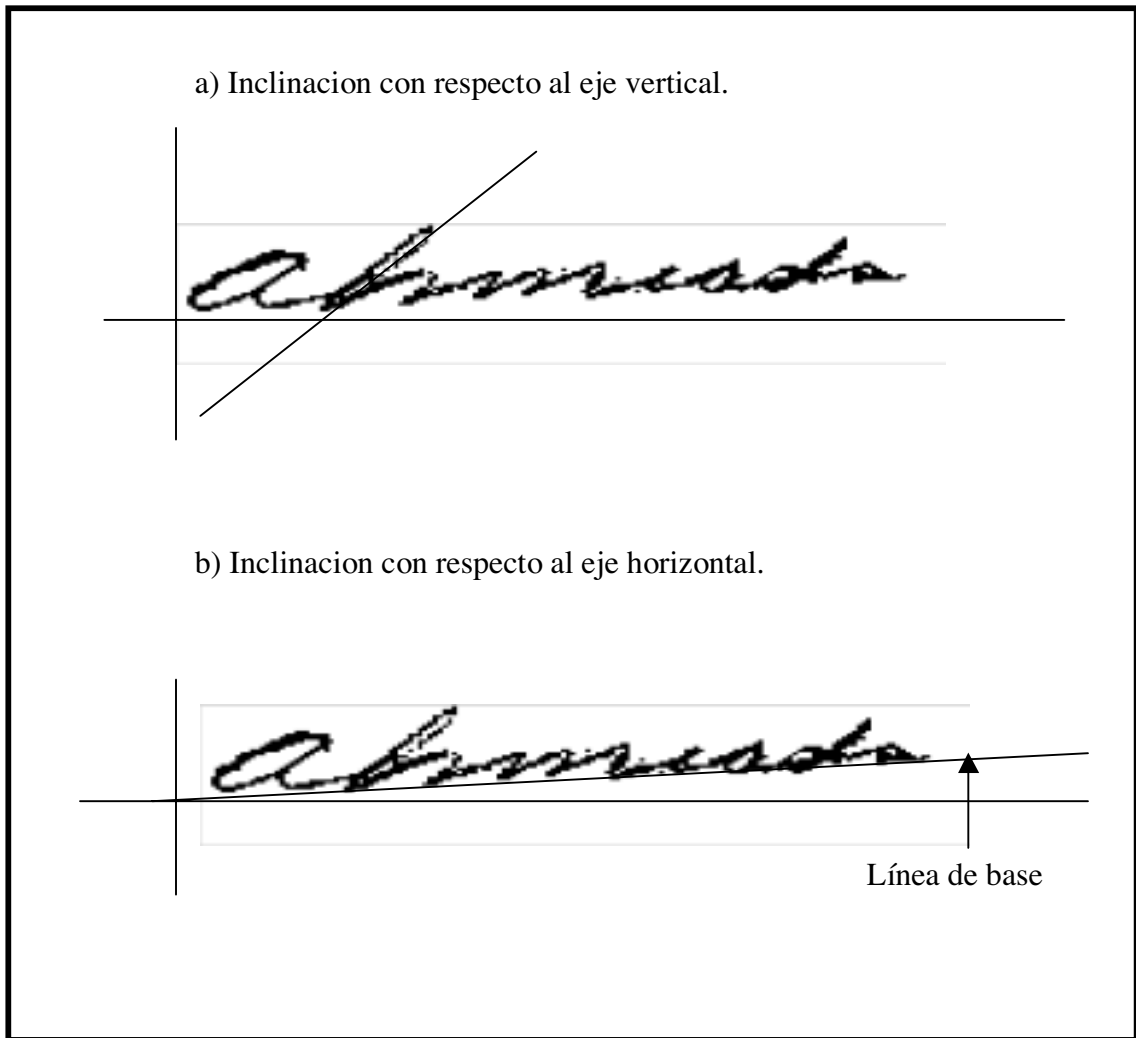 a) Inclinacion con respecto al eje vertical.
b) Inclinacion con respecto al eje horizontal.
Línea de base